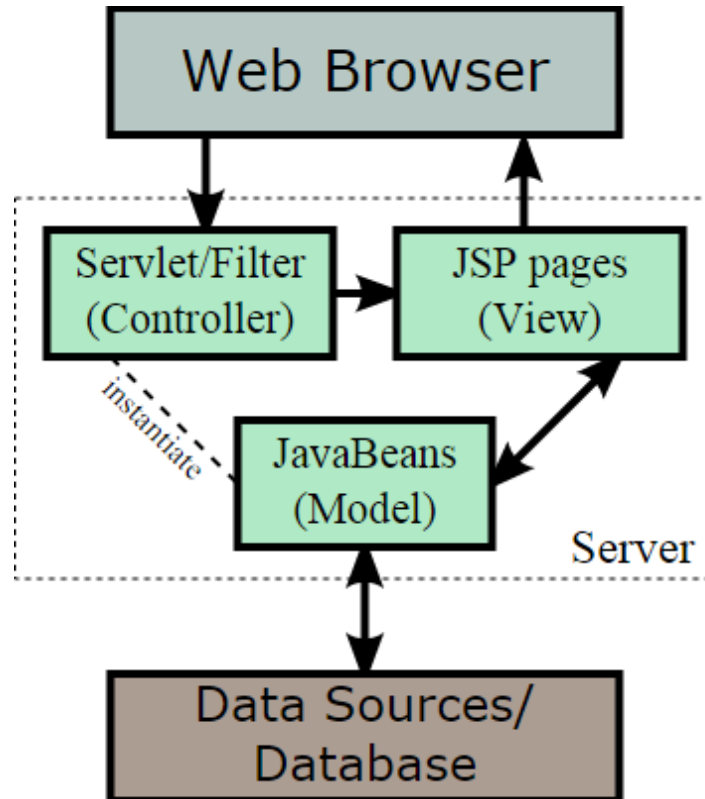 Web Browser
Servlet/Filter
(Controller)
JSP pages
(View)
instantiate
JavaBeans
(Model)
Server
Data Sources/
Database